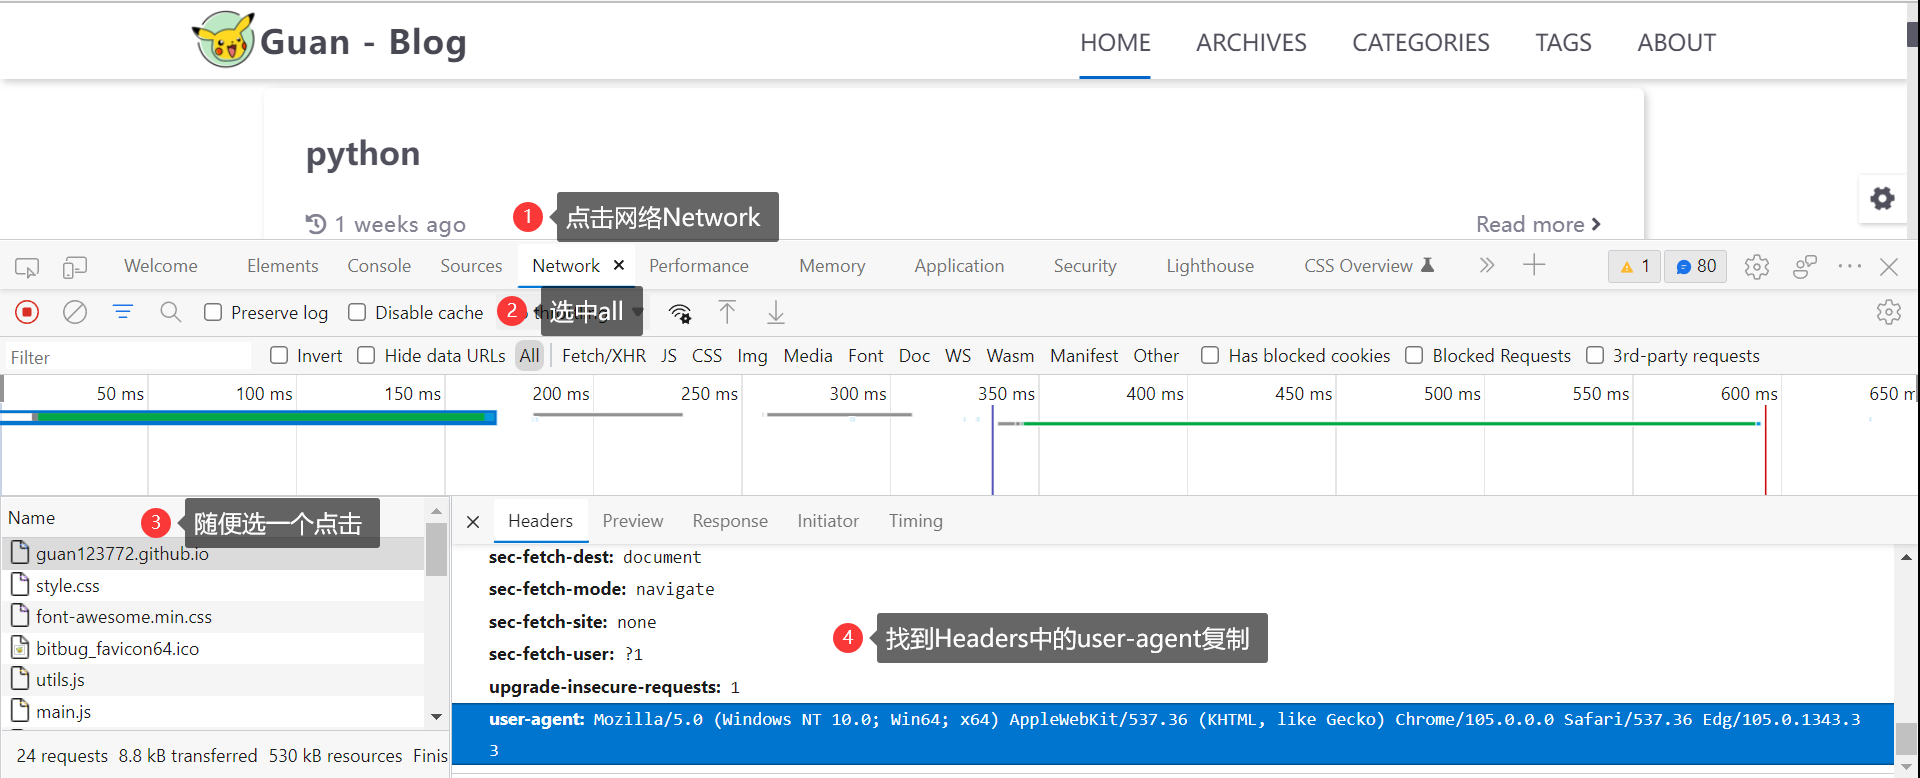 Guan - Blog
HOME ARCHIVES CATEGORIES TAGS ABOUT
python
1 weeks ago
1 点击网络Network
Read more
Welcome Elements Console Sources Network Performance Memory Application Security Lighthouse CSS Overview 1 80
Preserve log Disable cache 2 选中all
Filter Invert Hide data URLs All Fetch/XHR JS CSS Img Media Font Doc WS Wasm Manifest Other Has blocked cookies Blocked Requests 3rd-party requests
50 ms 100 ms 150 ms 200 ms 250 ms 300 ms 350 ms 400 ms 450 ms 500 ms 550 ms 600 ms 650 m
Name 3 随便选一个点击
Headers Preview Response Initiator Timing
guan123772.github.io
style.css
font-awesome.min.css
bitbug_favicon64.ico
utils.js
main.js
24 requests 8.8 kB transferred 530 kB resources Finis
sec-fetch-dest: document
sec-fetch-mode: navigate
sec-fetch-site: none
4 找到Headers中的user-agent复制
sec-fetch-user: ?1
upgrade-insecure-requests: 1
user-agent: Mozilla/5.0 (Windows NT 10.0; Win64; x64) AppleWebKit/537.36 (KHTML, like Gecko) Chrome/105.0.0.0 Safari/537.36 Edg/105.0.1343.3
3